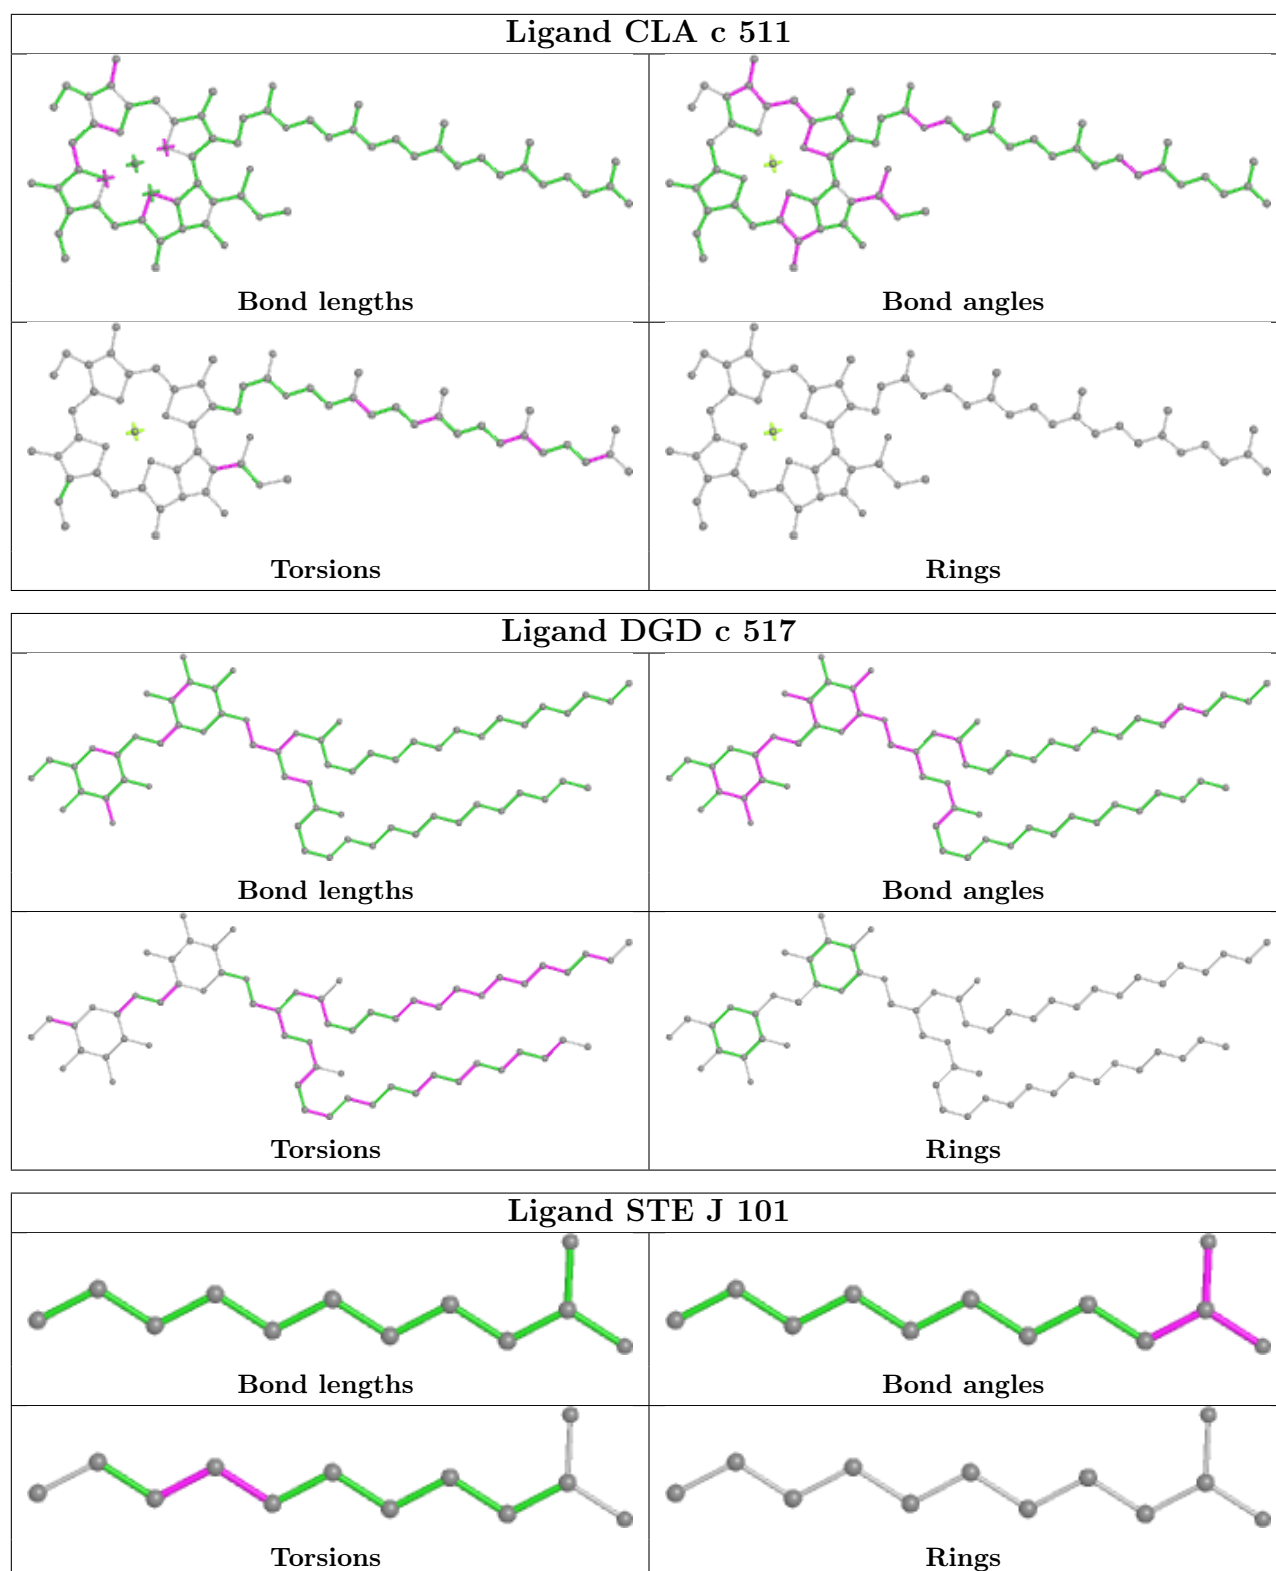 Ligand CLA c 511
Bond lengths
Bond angles
Torsions
Rings
Ligand DGD c 517
Bond lengths
Bond angles
Torsions
Rings
Ligand STE J 101
Bond lengths
Bond angles
Torsions
Rings